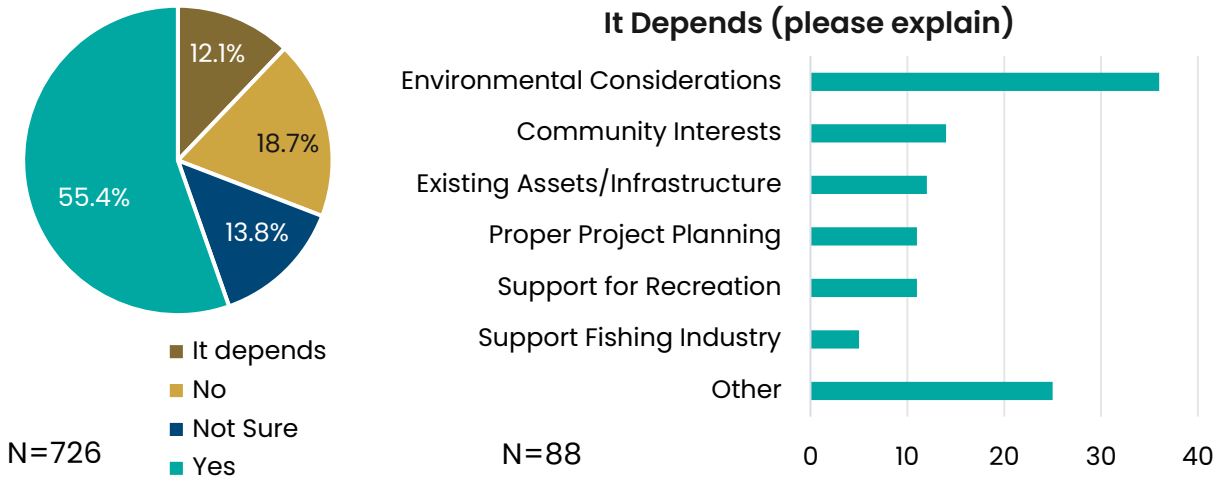 12.1%
18.7%
55.4%
13.8%
It depends
No
Not Sure
Yes
N=726
It Depends (please explain)
Environmental Considerations
Community Interests
Existing Assets/Infrastructure
Proper Project Planning
Support for Recreation
Support Fishing Industry
Other
0 10 20 30 40
N=88